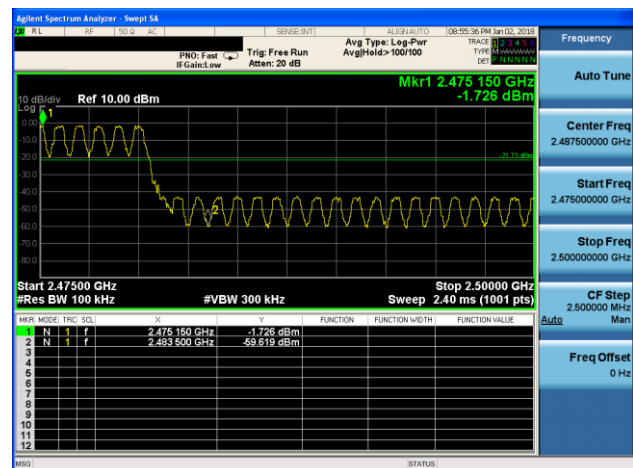 Agilent Spectrum Analyzer - Swept SA
RL RF 50 Ω AC SENSE:INT ALIGNAUTO 08:55:36 PM Jan 02, 2018
Frequency
PNO: Fast Trig: Free Run Avg Type: Log-Pwr TRACE 1 2 3 4 5 6
IFGain:Low Atten: 20 dB Avg|Hold>100/100 TYPE
DET P N N N N N
Auto Tune
Mkr1 2.475 150 GHz
10 dB/div Ref 10.00 dBm -1.726 dBm
Log
1
0.00
-10.0
-20.0
-21.73 dBm
-30.0
-40.0
-50.0
2
-60.0
-70.0
-80.0
Center Freq
2.487500000 GHz
Start Freq
2.475000000 GHz
Stop Freq
2.500000000 GHz
Start 2.47500 GHz Stop 2.50000 GHz
#Res BW 100 kHz #VBW 300 kHz Sweep 2.40 ms (1001 pts)
CF Step
2.500000 MHz
Auto Man
Freq Offset
0 Hz
MKR MODE TRC SCL X Y FUNCTION FUNCTION WIDTH FUNCTION VALUE
1 N 1 f 2.475 150 GHz -1.726 dBm
2 N 1 f 2.483 500 GHz -59.619 dBm
3
4
5
6
7
8
9
10
11
12
MSG STATUS